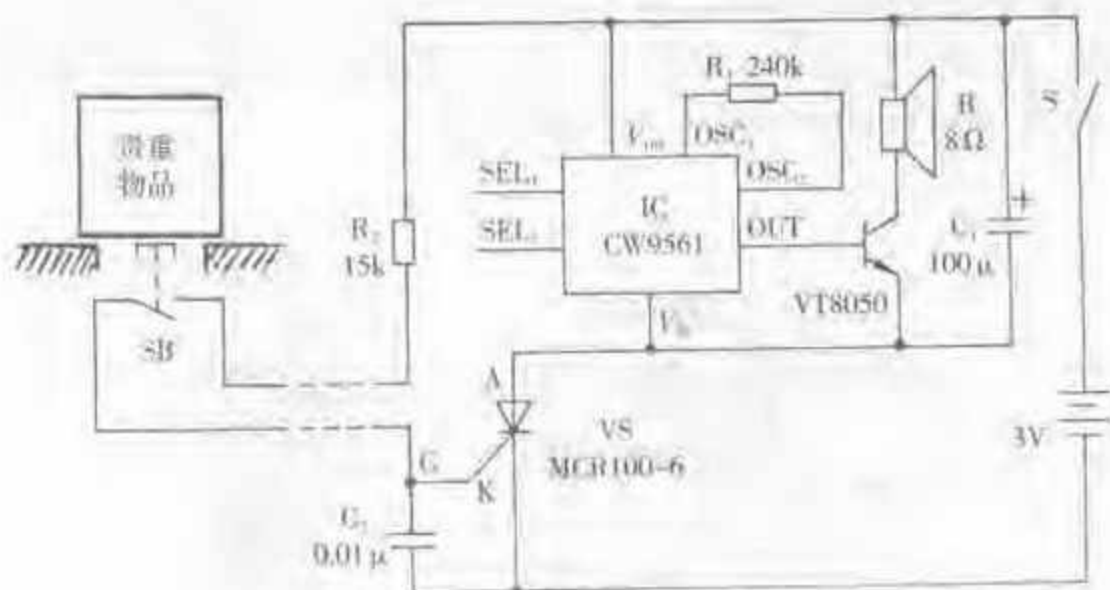 贵重
物品
SB
R₂
15k
SEL₁
SEL₂
V_DD
OSC₁
R₁ 240k
OSC₂
IC
CW9561
OUT
B
8Ω
S
+
C₁
100μ
VT8050
A
VS
MCR100-6
G
K
C₂
0.01μ
3V